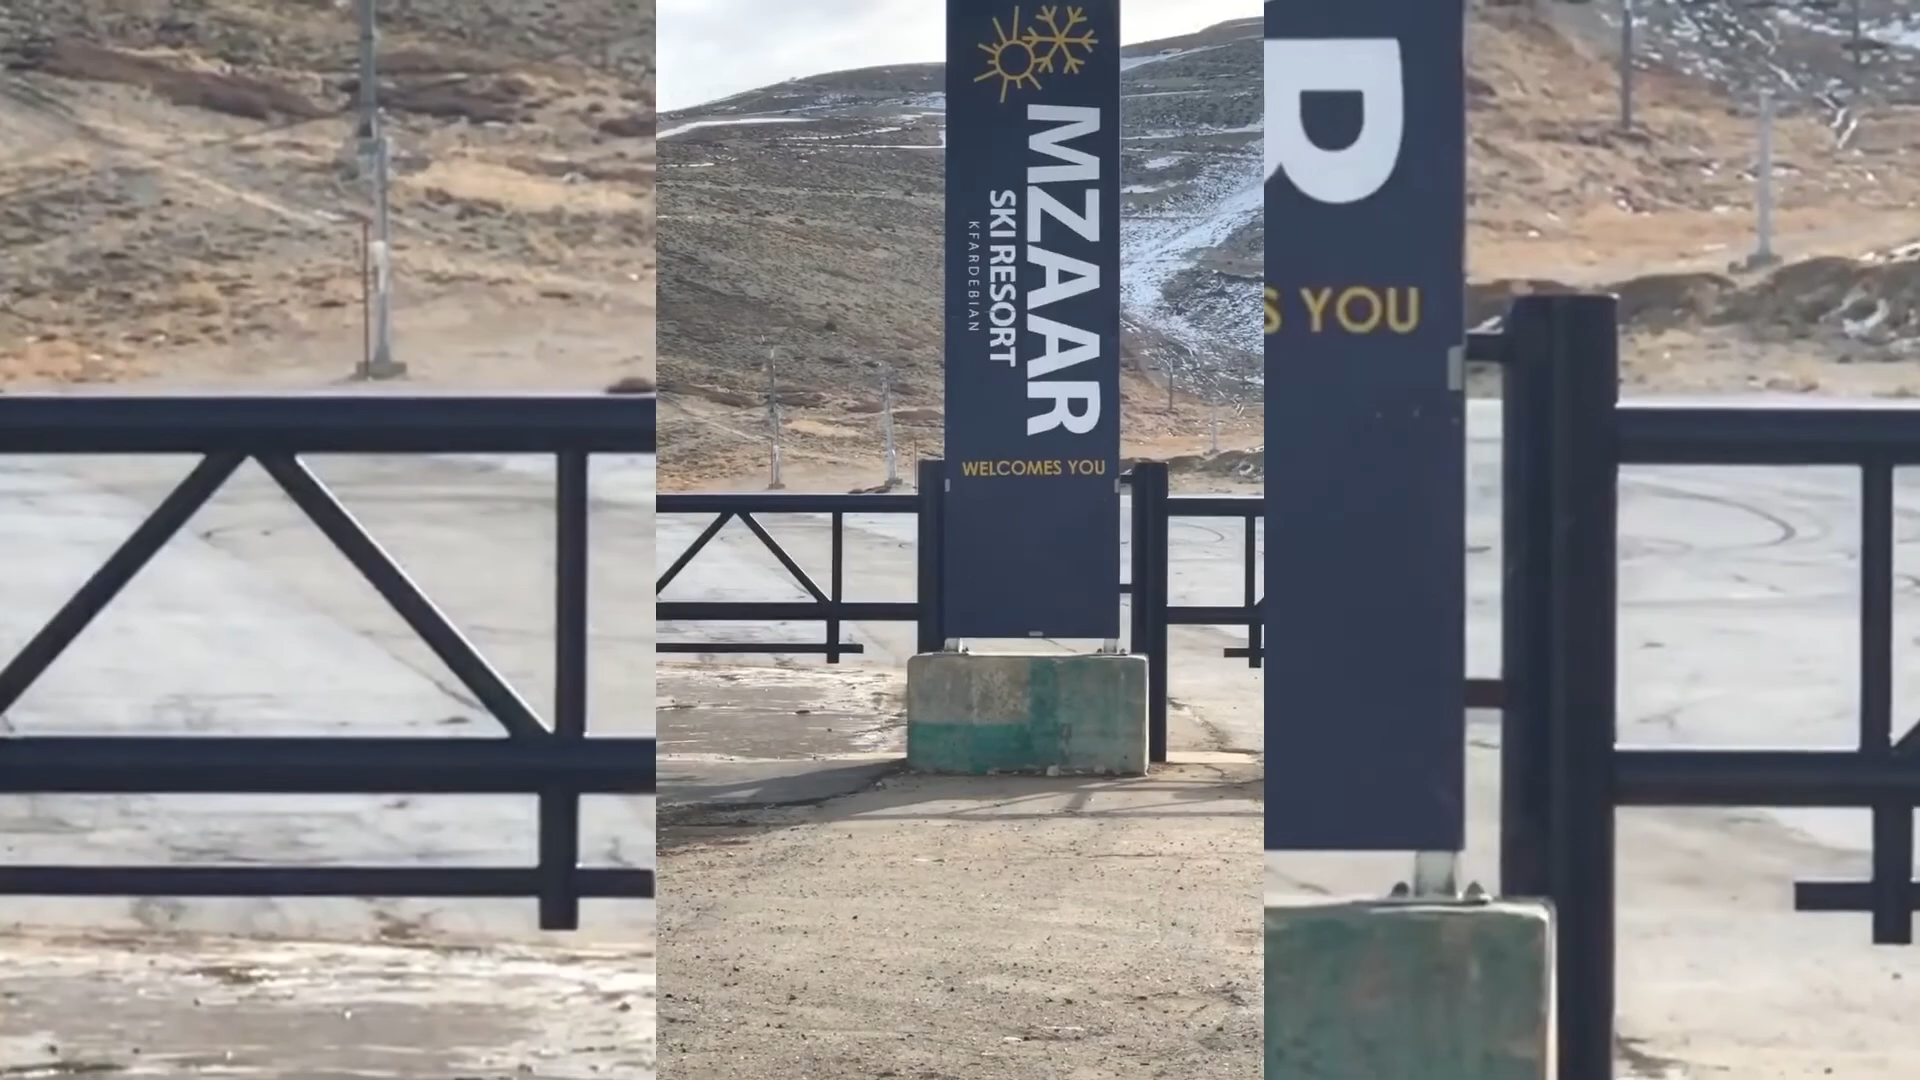 MZAAR
SKI RESORT
KFARDEBIAN
WELCOMES YOU
R
S YOU